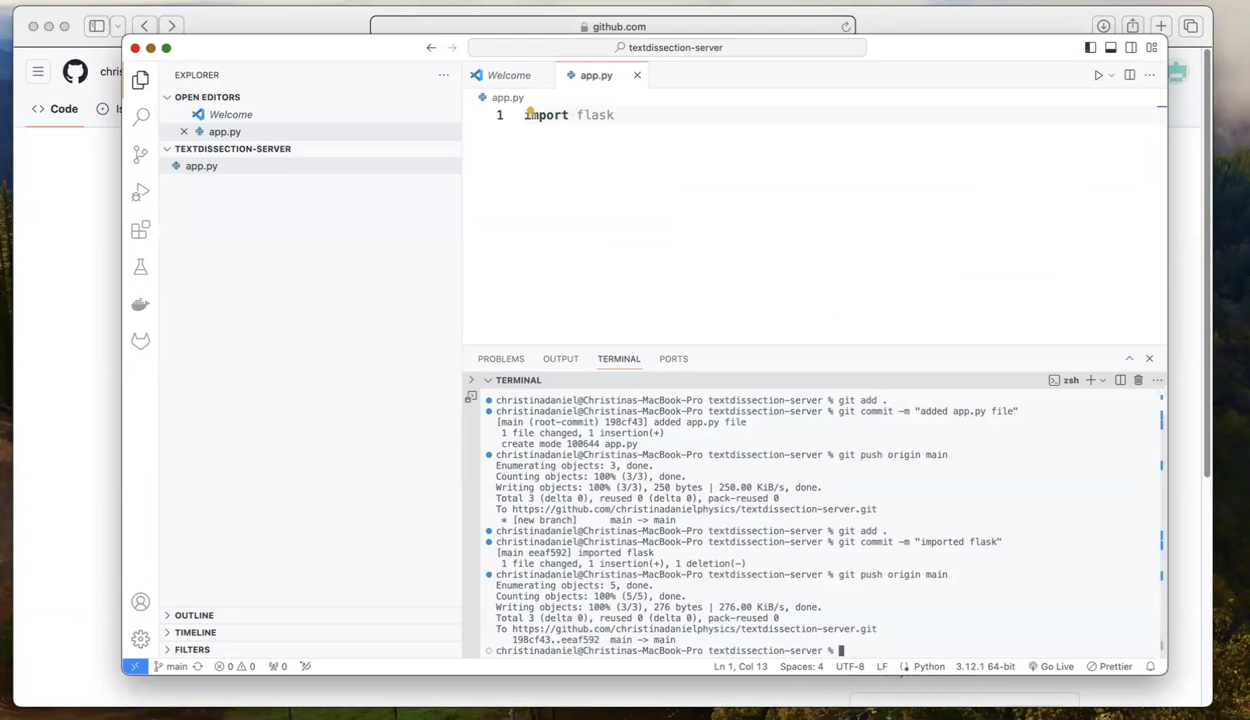 github.com
textdissection-server
chris
Code
Is
EXPLORER
OPEN EDITORS
Welcome
app.py
TEXTDISSECTION-SERVER
app.py
OUTLINE
TIMELINE
FILTERS
Welcome
app.py
app.py
1 import flask
PROBLEMS OUTPUT TERMINAL PORTS
TERMINAL
zsh
christinadaniel@Christinas-MacBook-Pro textdissection-server % git add .
christinadaniel@Christinas-MacBook-Pro textdissection-server % git commit -m "added app.py file"
[main (root-commit) 198cf43] added app.py file
1 file changed, 1 insertion(+)
create mode 100644 app.py
christinadaniel@Christinas-MacBook-Pro textdissection-server % git push origin main
Enumerating objects: 3, done.
Counting objects: 100% (3/3), done.
Writing objects: 100% (3/3), 250 bytes | 250.00 KiB/s, done.
Total 3 (delta 0), reused 0 (delta 0), pack-reused 0
To https://github.com/christinadanielphysics/textdissection-server.git
* [new branch] main -> main
christinadaniel@Christinas-MacBook-Pro textdissection-server % git add .
christinadaniel@Christinas-MacBook-Pro textdissection-server % git commit -m "imported flask"
[main eeaf592] imported flask
1 file changed, 1 insertion(+), 1 deletion(-)
christinadaniel@Christinas-MacBook-Pro textdissection-server % git push origin main
Enumerating objects: 5, done.
Counting objects: 100% (5/5), done.
Writing objects: 100% (3/3), 276 bytes | 276.00 KiB/s, done.
Total 3 (delta 0), reused 0 (delta 0), pack-reused 0
To https://github.com/christinadanielphysics/textdissection-server.git
198cf43..eeaf592 main -> main
christinadaniel@Christinas-MacBook-Pro textdissection-server %
main 0 0 0 Ln 1, Col 13 Spaces: 4 UTF-8 LF Python 3.12.1 64-bit Go Live Prettier